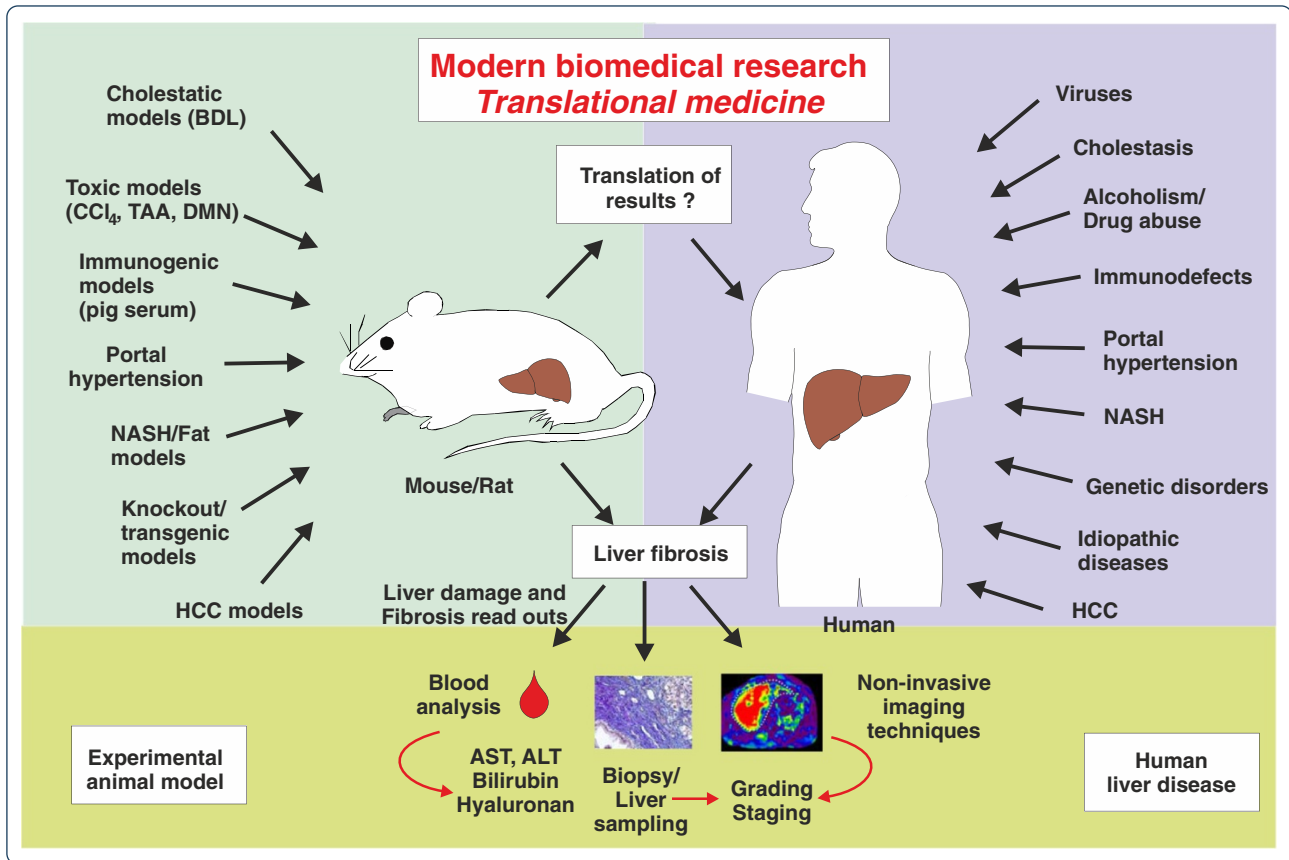 Modern biomedical research
Translational medicine
Cholestatic
models (BDL)
Toxic models
(CCl₄, TAA, DMN)
Immunogenic
models
(pig serum)
Portal
hypertension
NASH/Fat
models
Knockout/
transgenic
models
HCC models
Translation of
results ?
Mouse/Rat
Viruses
Cholestasis
Alcoholism/
Drug abuse
Immunodefects
Portal
hypertension
NASH
Genetic disorders
Idiopathic
diseases
HCC
Human
Liver fibrosis
Liver damage and
Fibrosis read outs
Blood
analysis
AST, ALT
Bilirubin
Hyaluronan
Biopsy/
Liver
sampling
Grading
Staging
Non-invasive
imaging
techniques
Experimental
animal model
Human
liver disease